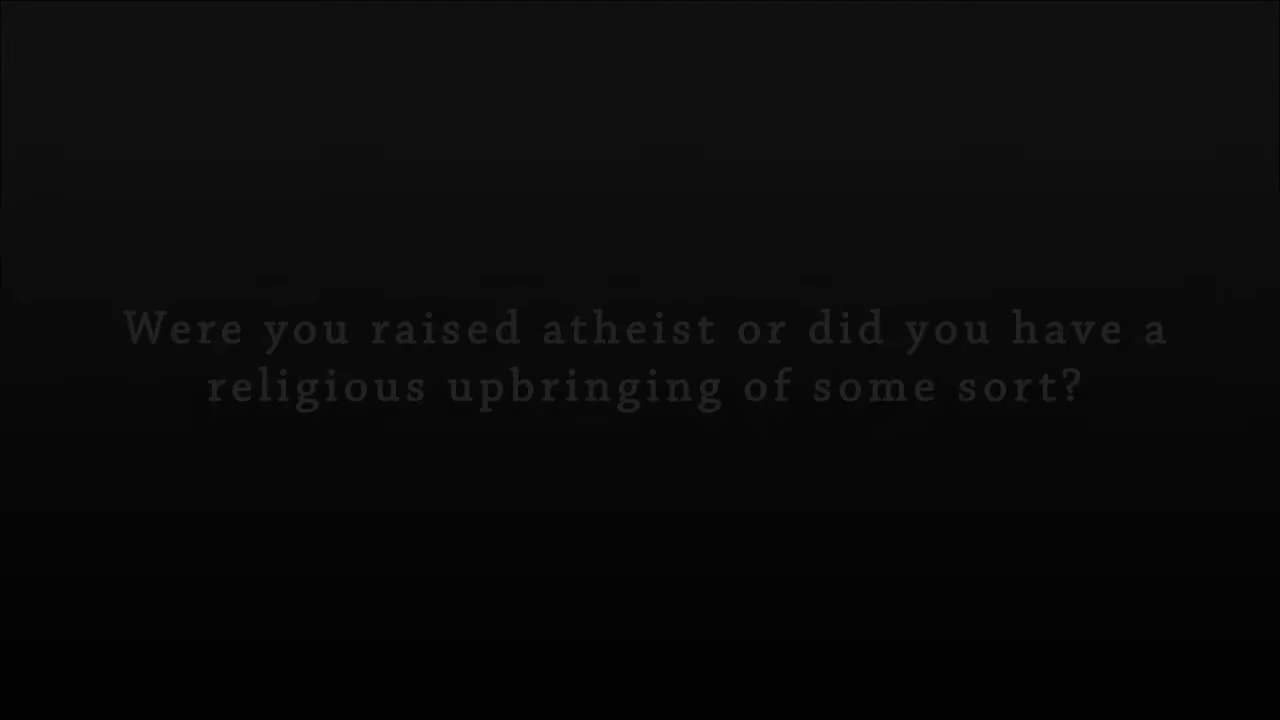 Were you raised atheist or did you have a
religious upbringing of some sort?